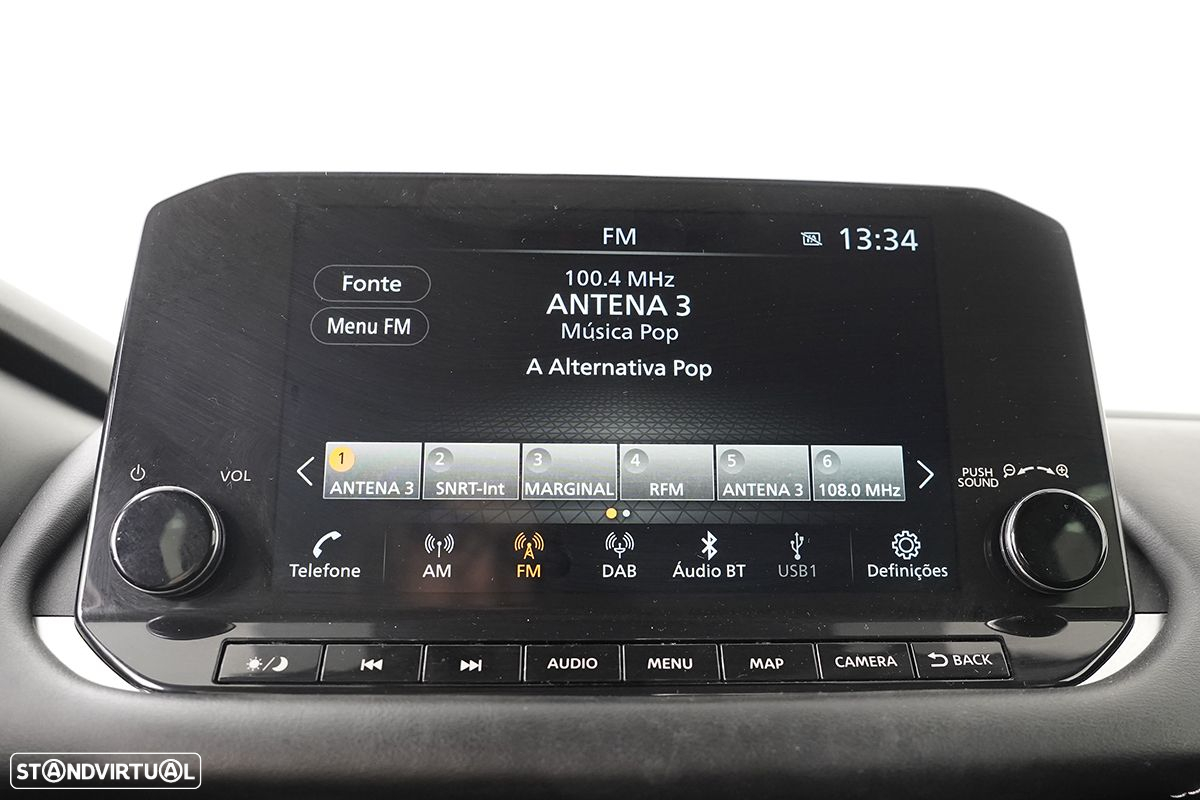 FM
13:34
Fonte
100.4 MHz
ANTENA 3
Menu FM
Música Pop
A Alternativa Pop
VOL
PUSH
SOUND
1
ANTENA 3
2
SNRT-Int
3
MARGINAL
4
RFM
5
ANTENA 3
6
108.0 MHz
Telefone
AM
FM
DAB
Áudio BT
USB1
Definições
AUDIO
MENU
MAP
CAMERA
BACK
STANDVIRTUAL